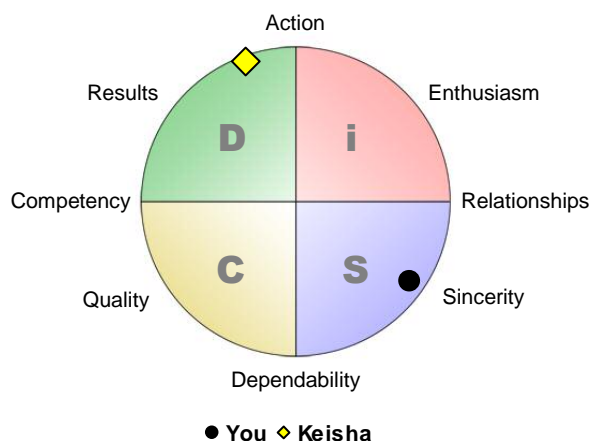 Action
Results
Enthusiasm
D
i
Competency
Relationships
C
S
Quality
Sincerity
Dependability
You Keisha